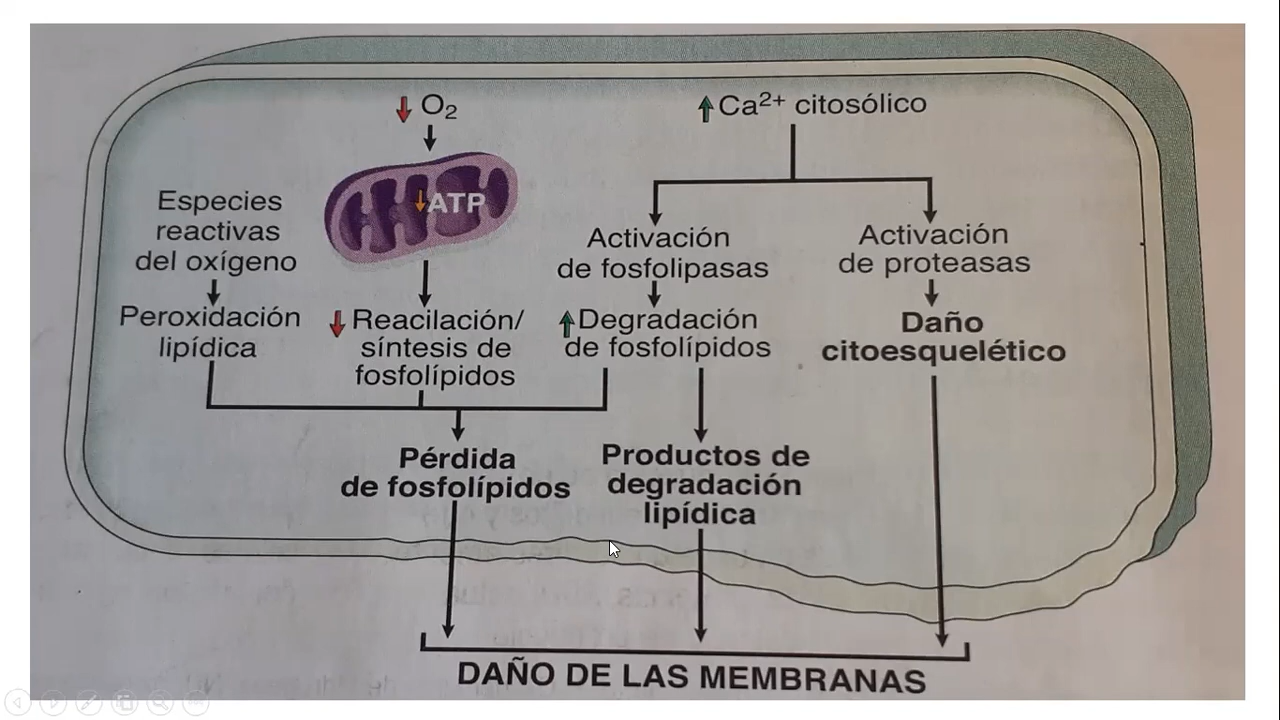 ↓ O₂
↑ Ca²⁺ citosólico
↓ATP
Especies
reactivas
del oxígeno
Peroxidación
lipídica
↓ Reacilación/
síntesis de
fosfolípidos
Activación
de fosfolipasas
↑ Degradación
de fosfolípidos
Activación
de proteasas
Daño
citoesquelético
Pérdida
de fosfolípidos
Productos de
degradación
lipídica
DAÑO DE LAS MEMBRANAS